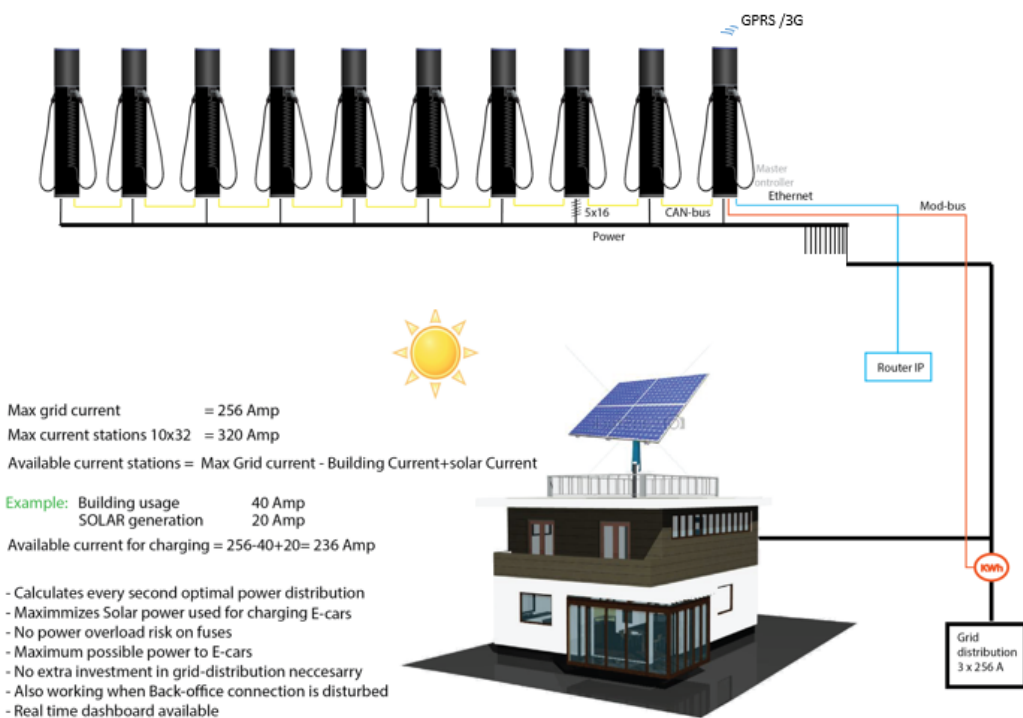 GPRS /3G
Master
ontroller
Ethernet
Mod-bus
5x16
CAN-bus
Power
Router IP
Max grid current = 256 Amp
Max current stations 10x32 = 320 Amp
Available current stations = Max Grid current - Building Current+solar Current
Example: Building usage 40 Amp
SOLAR generation 20 Amp
Available current for charging = 256-40+20= 236 Amp
- Calculates every second optimal power distribution
- Maximmizes Solar power used for charging E-cars
- No power overload risk on fuses
- Maximum possible power to E-cars
- No extra investment in grid-distribution neccesarry
- Also working when Back-office connection is disturbed
- Real time dashboard available
KWh
Grid
distribution
3 x 256 A